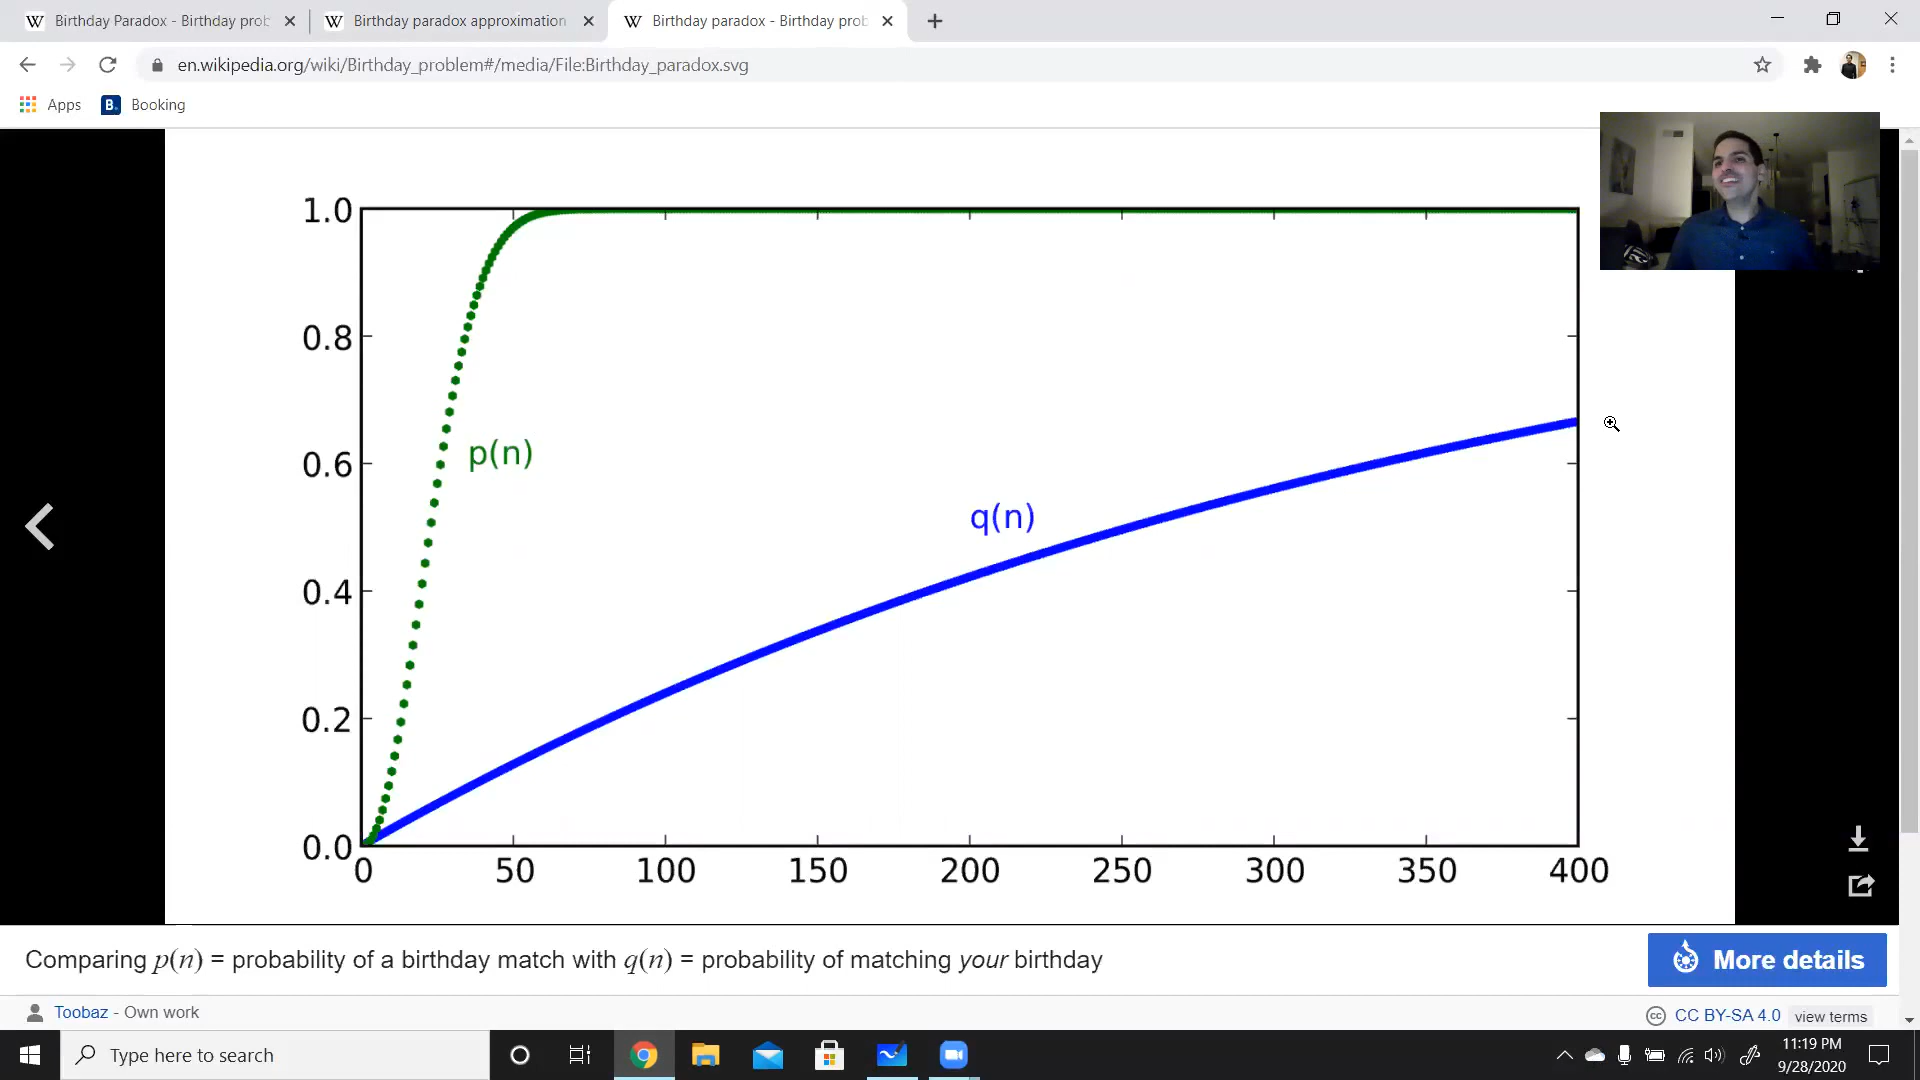 W Birthday Paradox - Birthday prob
W Birthday paradox approximation
W Birthday paradox - Birthday prob
en.wikipedia.org/wiki/Birthday_problem#/media/File:Birthday_paradox.svg
Apps
B. Booking
1.0
0.8
0.6
0.4
0.2
0.0
p(n)
q(n)
0 50 100 150 200 250 300 350 400
Comparing p(n) = probability of a birthday match with q(n) = probability of matching your birthday
More details
Toobaz - Own work
cc CC BY-SA 4.0 view terms
Type here to search
11:19 PM
9/28/2020